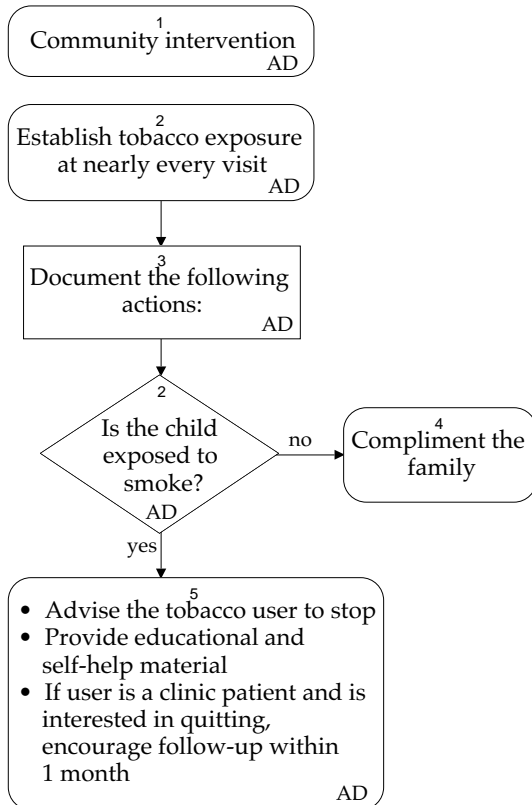 1
Community intervention
AD
2
Establish tobacco exposure
at nearly every visit
AD
3
Document the following
actions:
AD
2
Is the child
exposed to
smoke?
AD
no
4
Compliment the
family
yes
5
• Advise the tobacco user to stop
• Provide educational and
self-help material
• If user is a clinic patient and is
interested in quitting,
encourage follow-up within
1 month
AD